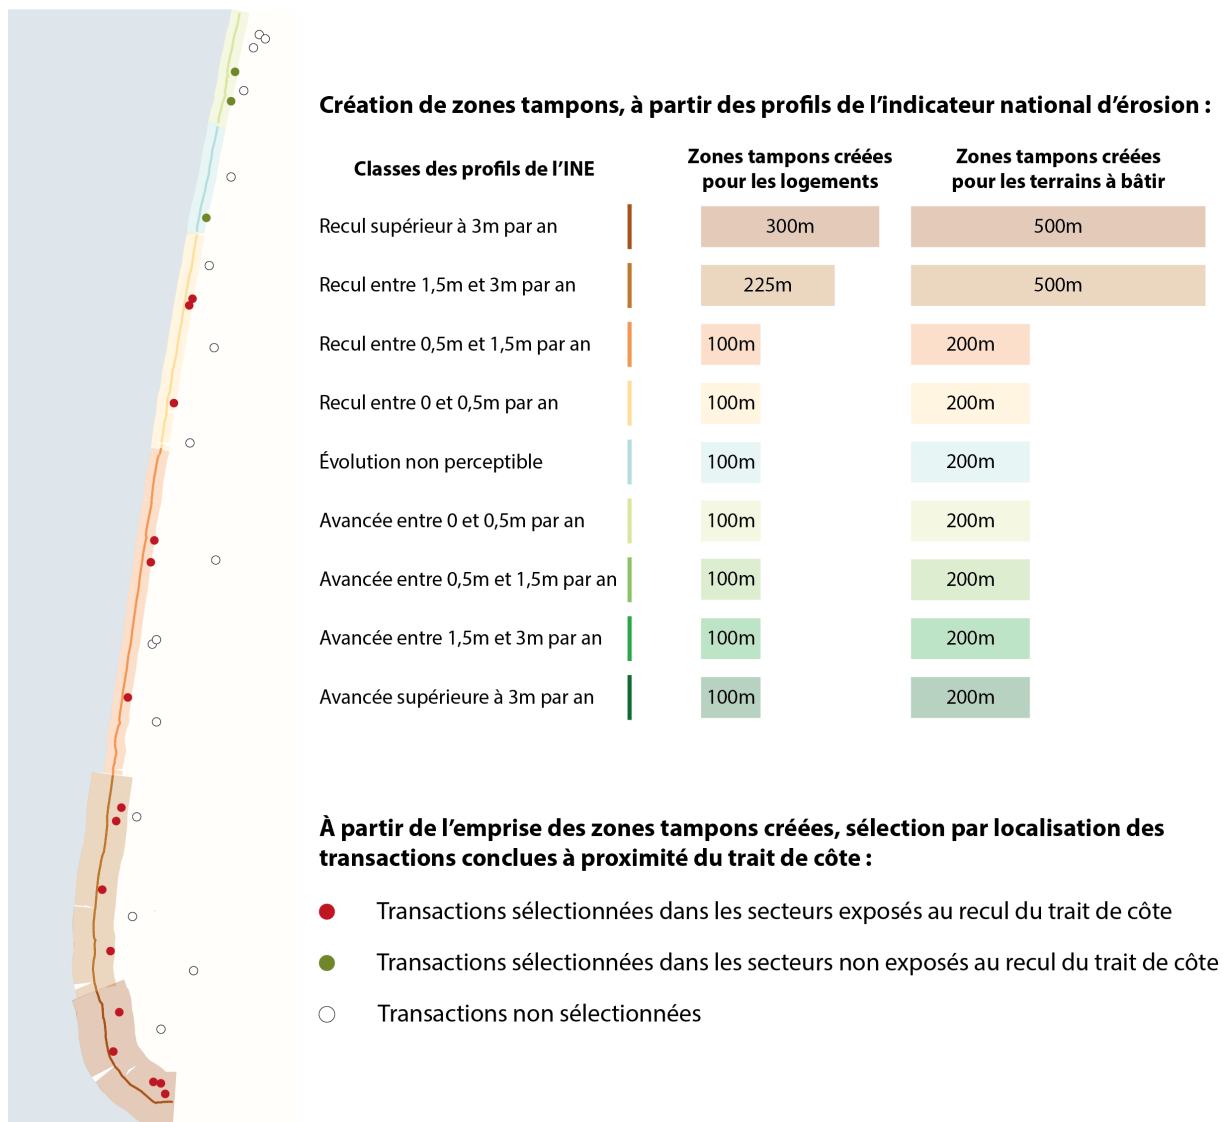 Création de zones tampons, à partir des profils de l’indicateur national d’érosion :
Classes des profils de l’INE
Zones tampons créées
pour les logements
Zones tampons créées
pour les terrains à bâtir
Recul supérieur à 3m par an
300m
500m
Recul entre 1,5m et 3m par an
225m
500m
Recul entre 0,5m et 1,5m par an
100m
200m
Recul entre 0 et 0,5m par an
100m
200m
Évolution non perceptible
100m
200m
Avancée entre 0 et 0,5m par an
100m
200m
Avancée entre 0,5m et 1,5m par an
100m
200m
Avancée entre 1,5m et 3m par an
100m
200m
Avancée supérieure à 3m par an
100m
200m
À partir de l’emprise des zones tampons créées, sélection par localisation des
transactions conclues à proximité du trait de côte :
Transactions sélectionnées dans les secteurs exposés au recul du trait de côte
Transactions sélectionnées dans les secteurs non exposés au recul du trait de côte
Transactions non sélectionnées